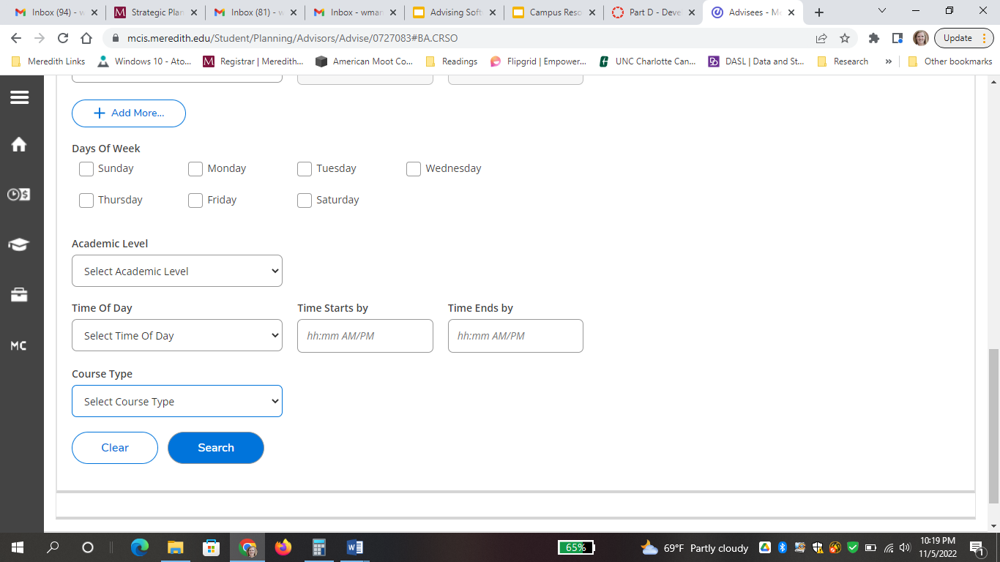 Inbox (94) - w
Strategic Plan
Inbox (81) - w
Inbox - wman
Advising Soft
Campus Reso
Part D - Deve
Advisees - Me
mcis.meredith.edu/Student/Planning/Advisors/Advise/0727083#BA.CRSO
Update
Meredith Links
Windows 10 - Ato...
Registrar | Meredith...
American Moot Co...
Readings
Flipgrid | Empower...
UNC Charlotte Can...
DASL | Data and St...
Research
»
Other bookmarks
+ Add More...
Days Of Week
Sunday Monday Tuesday Wednesday
Thursday Friday Saturday
Academic Level
Select Academic Level
Time Of Day Time Starts by Time Ends by
Select Time Of Day hh:mm AM/PM hh:mm AM/PM
MC
Course Type
Select Course Type
Clear Search
65%
69°F Partly cloudy
10:19 PM
11/5/2022
1